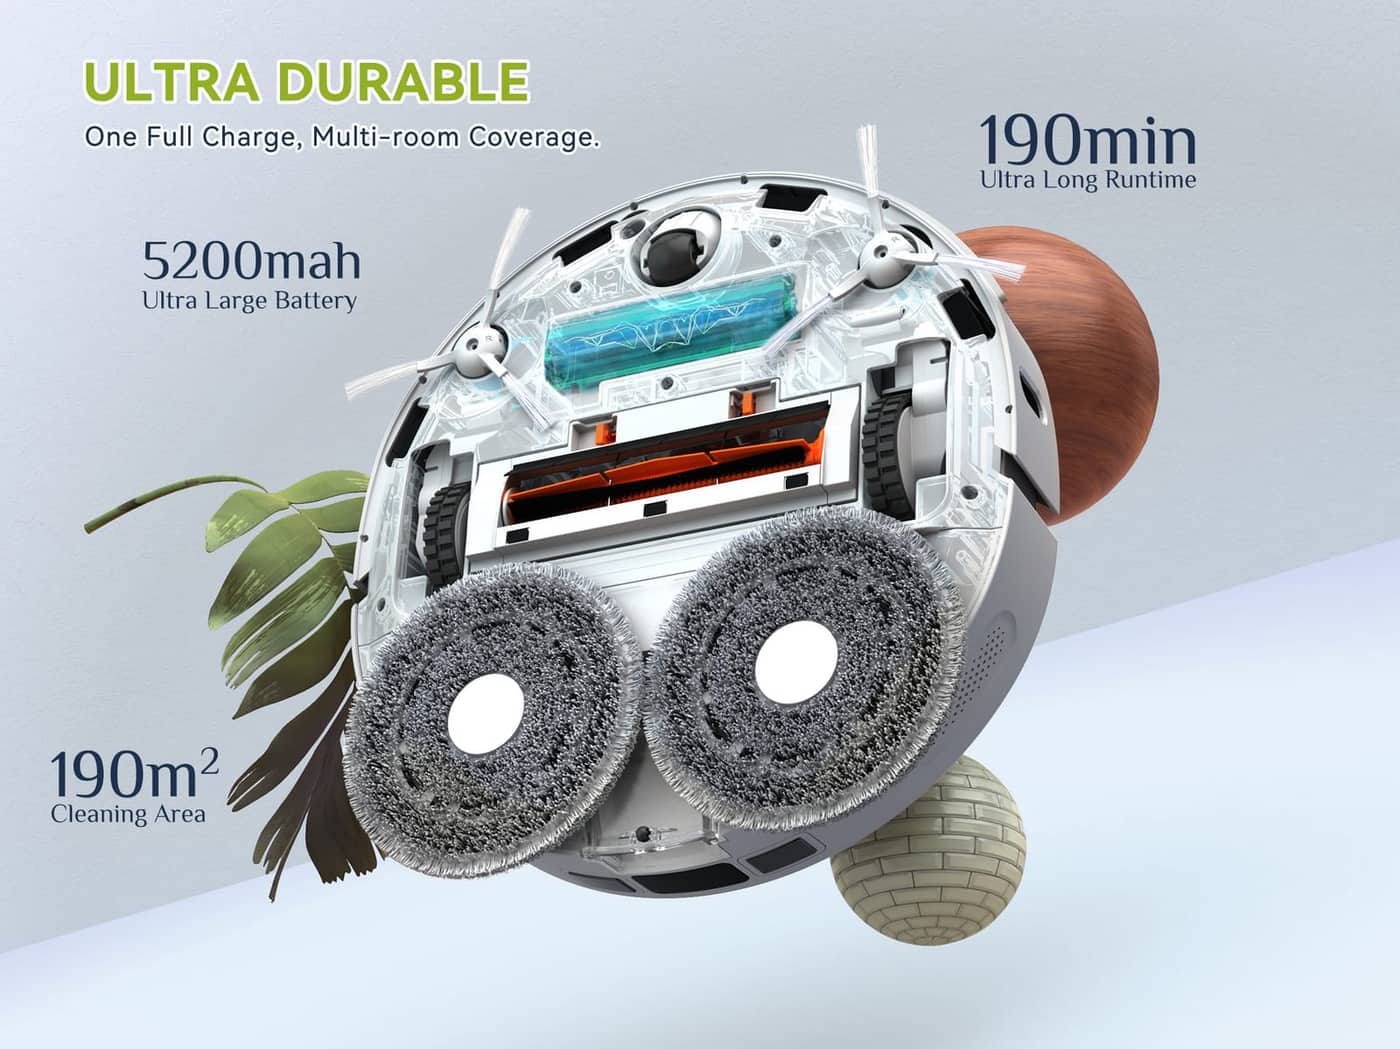 ULTRA DURABLE
One Full Charge, Multi-room Coverage.
190min
Ultra Long Runtime
5200mah
Ultra Large Battery
190m²
Cleaning Area